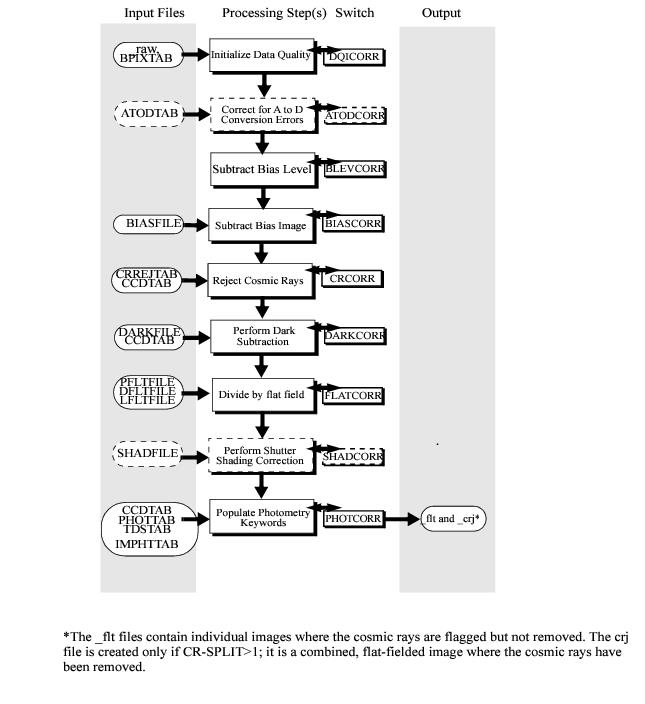 Input Files Processing Step(s) Switch Output
_raw,
BPIXTAB
Initialize Data Quality
DQICORR
ATODTAB
Correct for A to D
Conversion Errors
ATODCORR
Subtract Bias Level
BLEVCORR
BIASFILE
Subtract Bias Image
BIASCORR
CRREJTAB
CCDTAB
Reject Cosmic Rays
CRCORR
DARKFILE
CCDTAB
Perform Dark
Subtraction
DARKCORR
PFLTFILE
DFLTFILE
LFLTFILE
Divide by flat field
FLATCORR
SHADFILE
Perform Shutter
Shading Correction
SHADCORR
CCDTAB
PHOTTAB
TDSTAB
IMPHTTAB
Populate Photometry
Keywords
PHOTCORR
_flt and _crj*
*The _flt files contain individual images where the cosmic rays are flagged but not removed. The crj
file is created only if CR-SPLIT>1; it is a combined, flat-fielded image where the cosmic rays have
been removed.